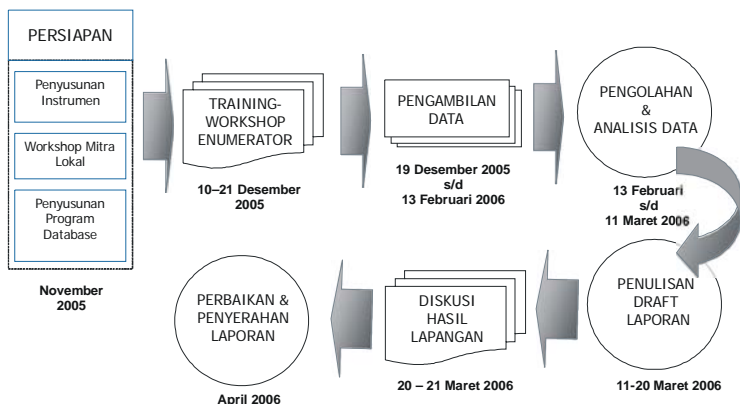 PERSIAPAN
Penyusunan
Instrumen
Workshop Mitra
Lokal
Penyusunan
Program
Database
November
2005
TRAINING-
WORKSHOP
ENUMERATOR
10–21 Desember
2005
PENGAMBILAN
DATA
19 Desember 2005
s/d
13 Februari 2006
PENGOLAHAN
&
ANALISIS DATA
13 Februari
s/d
11 Maret 2006
PENULISAN
DRAFT
LAPORAN
11-20 Maret 2006
DISKUSI
HASIL
LAPANGAN
20 – 21 Maret 2006
PERBAIKAN &
PENYERAHAN
LAPORAN
April 2006